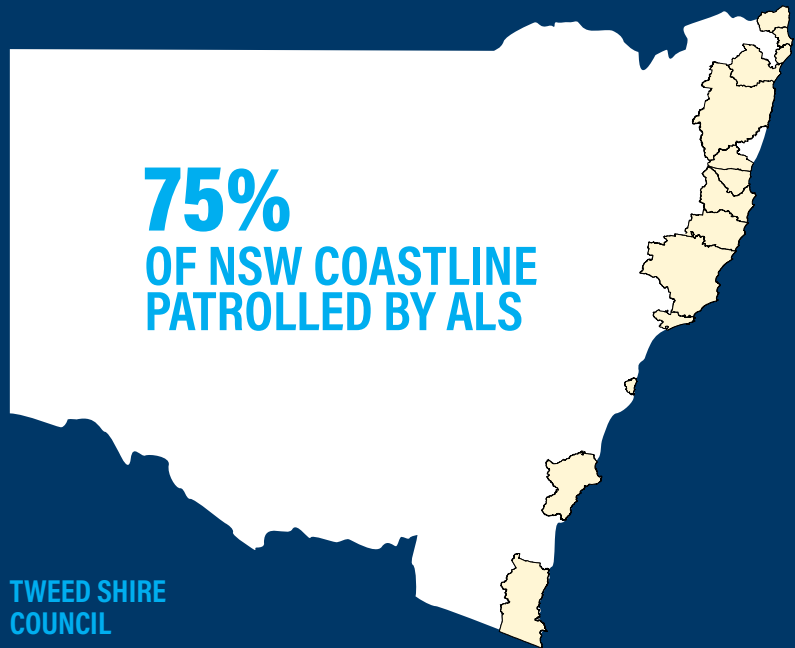 75%
OF NSW COASTLINE
PATROLLED BY ALS
TWEED SHIRE
COUNCIL